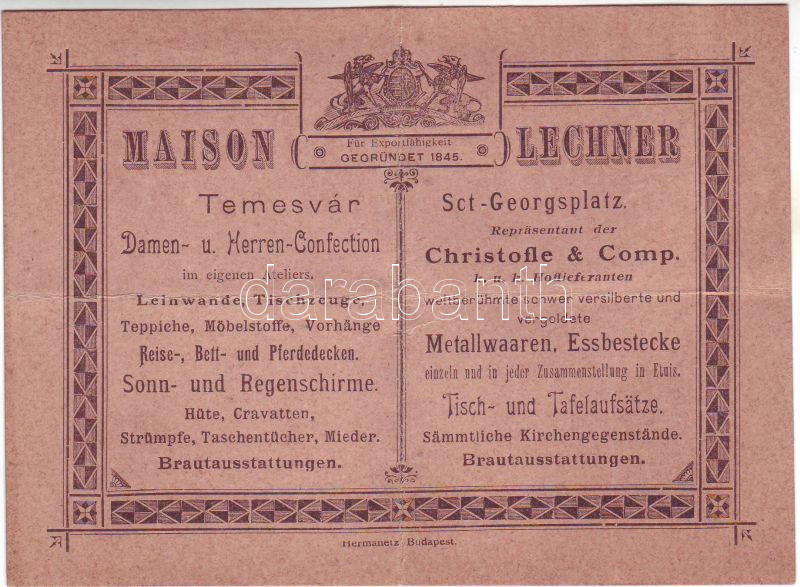 MAISON LECHNER
Für Exportfähigkeit
GEGRÜNDET 1845.
Temesvár
Damen- u. Herren-Confection
im eigenen Ateliers,
Leinwande, Tischzeuge,
Teppiche, Möbelstoffe, Vorhänge
Reise-, Bett- und Pferdedecken.
Sonn- und Regenschirme.
Hüte, Cravatten,
Strümpfe, Taschentücher, Mieder.
Brautausstattungen.
Sct-Georgsplatz.
Repräsentant der
Christofle & Comp.
k. u. k. Hoflieferanten
weltberühmte schwer versilberte und
vergoldete
Metallwaaren, Essbestecke
einzeln und in jeder Zusammenstellung in Etuis.
Tisch- und Tafelaufsätze.
Sämmtliche Kirchengegenstände.
Brautausstattungen.
Hermanetz Budapest.
darabanth